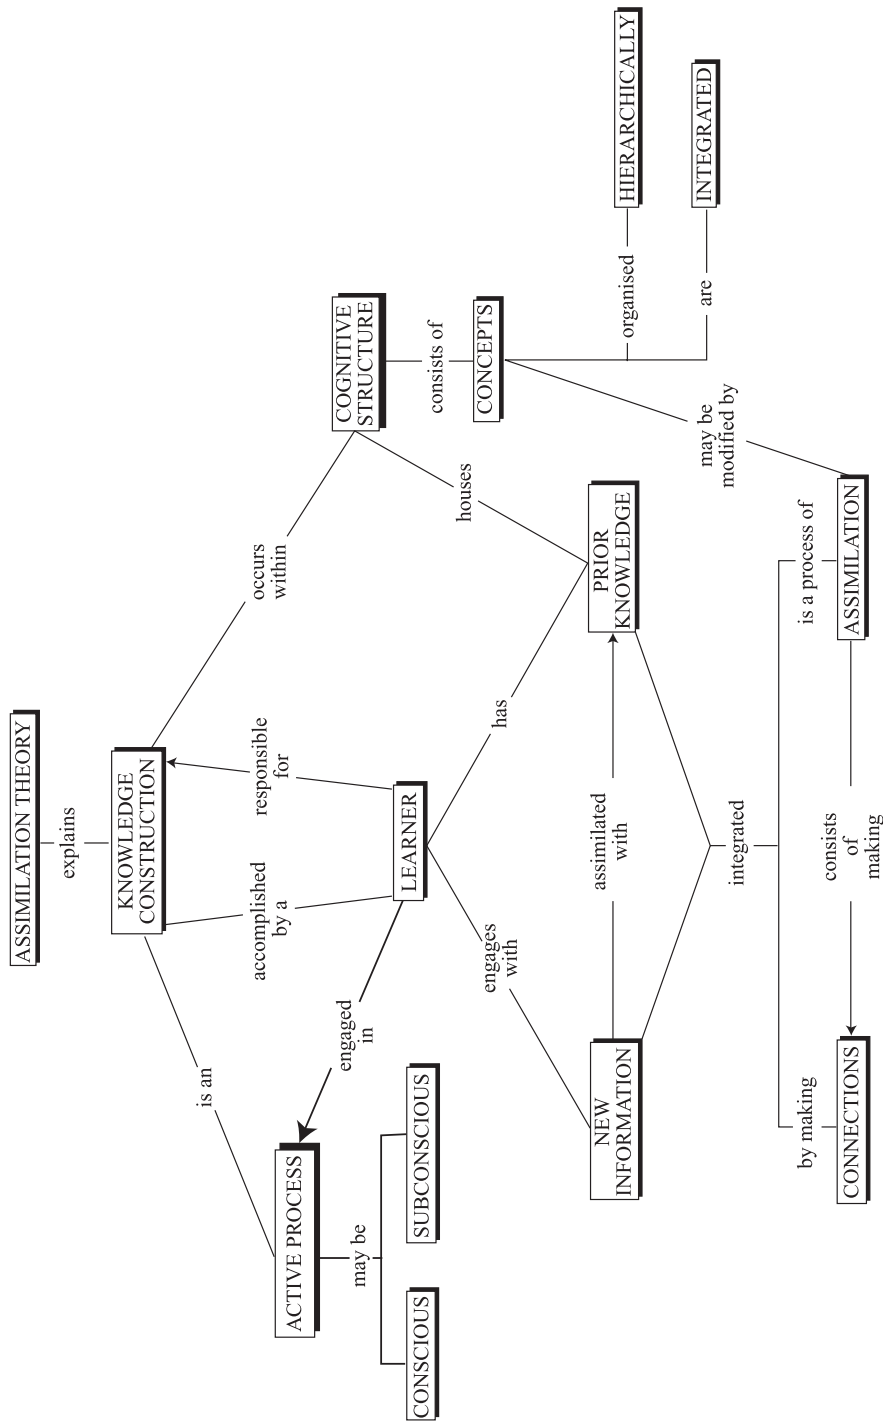 ASSIMILATION THEORY
explains
KNOWLEDGE
CONSTRUCTION
is an
accomplished
by a
responsible
for
occurs
within
ACTIVE PROCESS
engaged
in
LEARNER
COGNITIVE
STRUCTURE
may be
CONSCIOUS
SUBCONSCIOUS
consists of
CONCEPTS
houses
engages
with
has
NEW
INFORMATION
assimilated
with
PRIOR
KNOWLEDGE
organised
HIERARCHICALLY
are
INTEGRATED
may be
modified by
integrated
by making
is a process of
CONNECTIONS
consists
of
making
ASSIMILATION